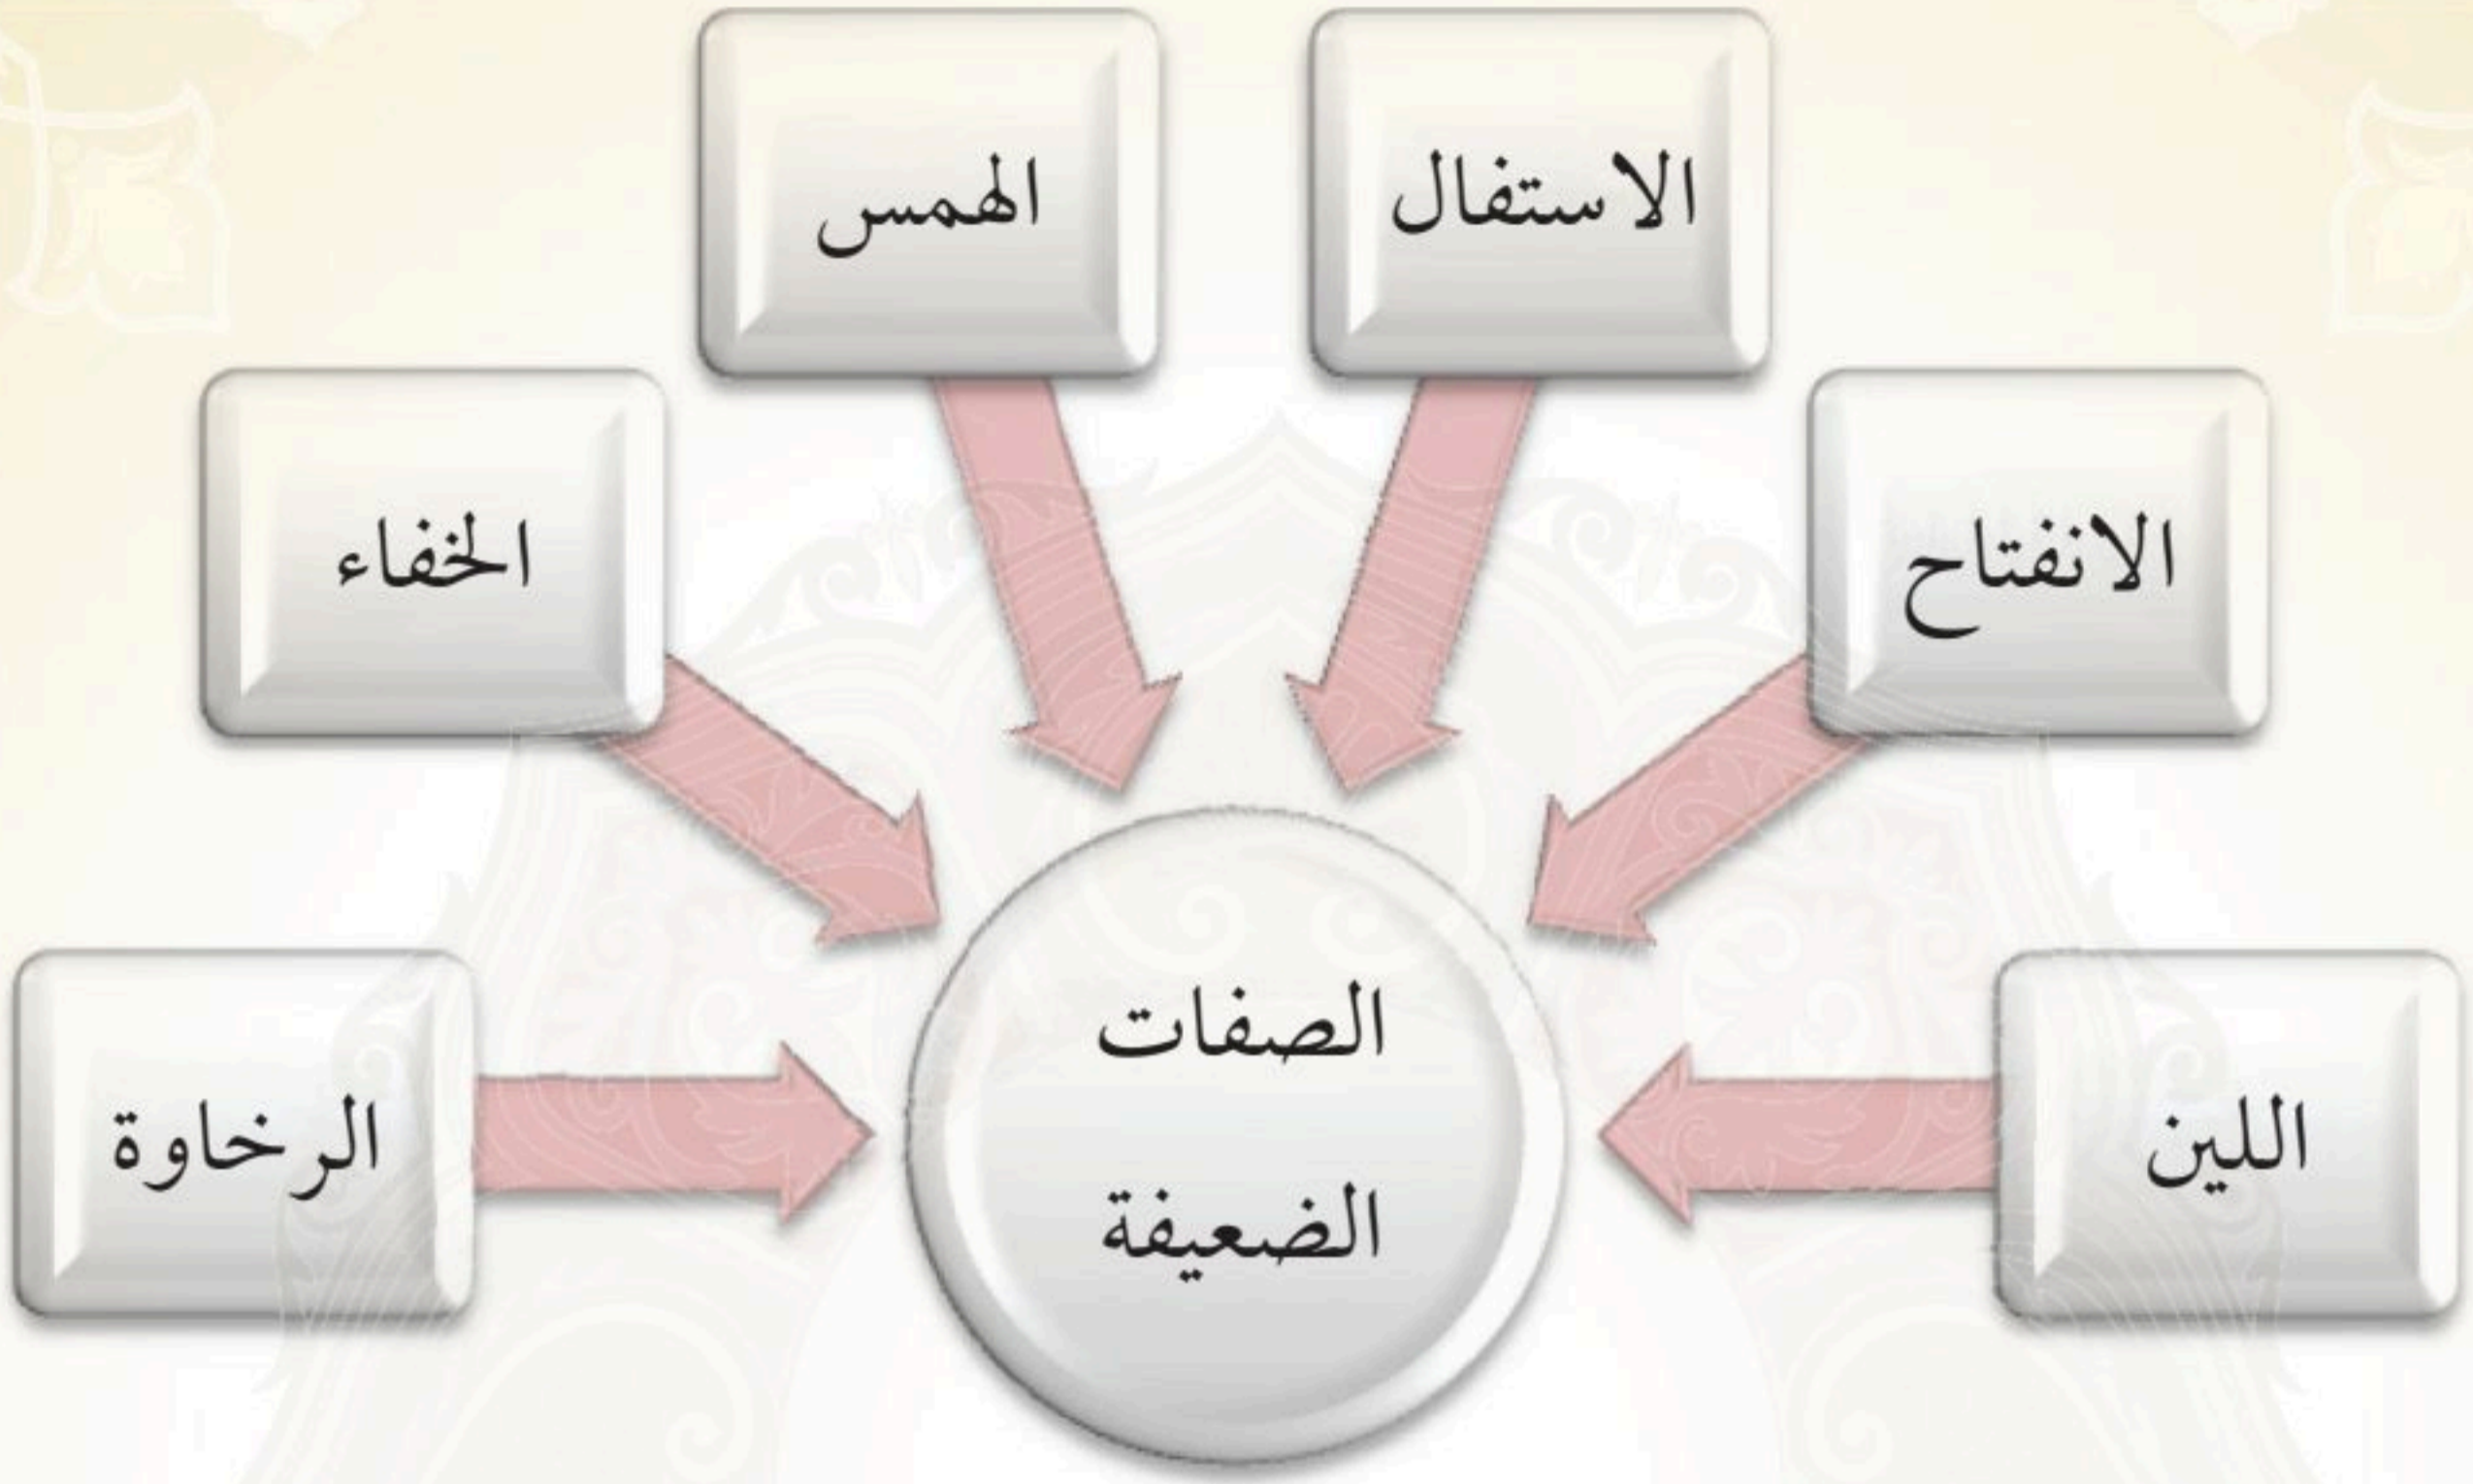 الاستفال
الهمس
الانفتاح
الخفاء
اللين
الرخاوة
الصفات
الضعيفة